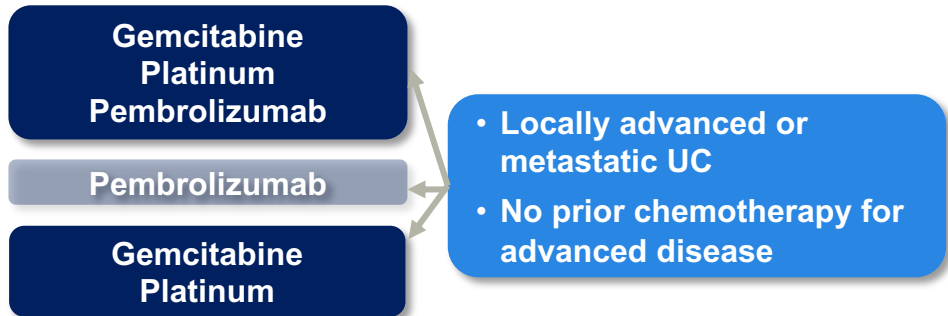 Gemcitabine
Platinum
Pembrolizumab
Pembrolizumab
Gemcitabine
Platinum
• Locally advanced or
metastatic UC
• No prior chemotherapy for
advanced disease